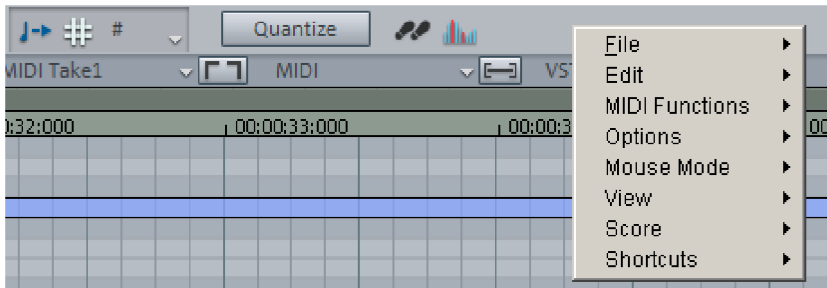 # Quantize
MIDI Take1 MIDI VST
0:32:000 00:00:33:000 00:00:3 00
File
Edit
MIDI Functions
Options
Mouse Mode
View
Score
Shortcuts